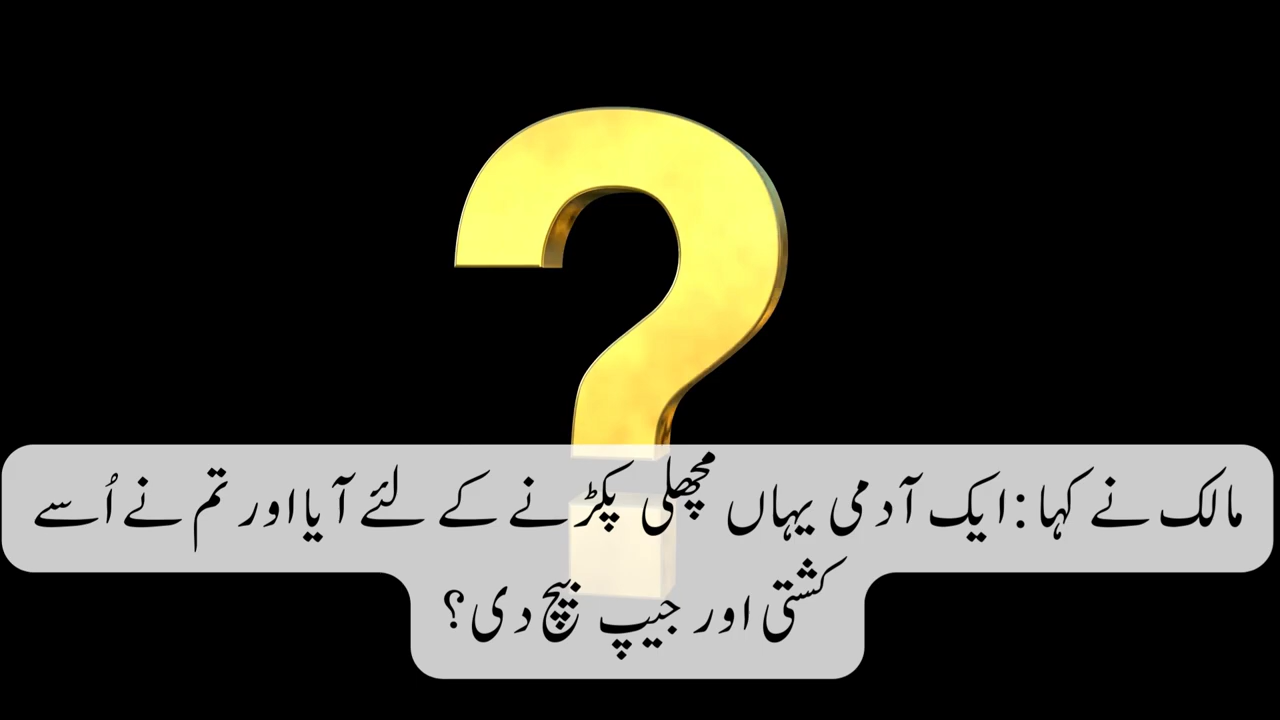 مالک نے کہا: ایک آدمی یہاں مچھلی پکڑنے کے لئے آیا اور تم نے اُسے
کشتی اور جیپ بیچ دی؟